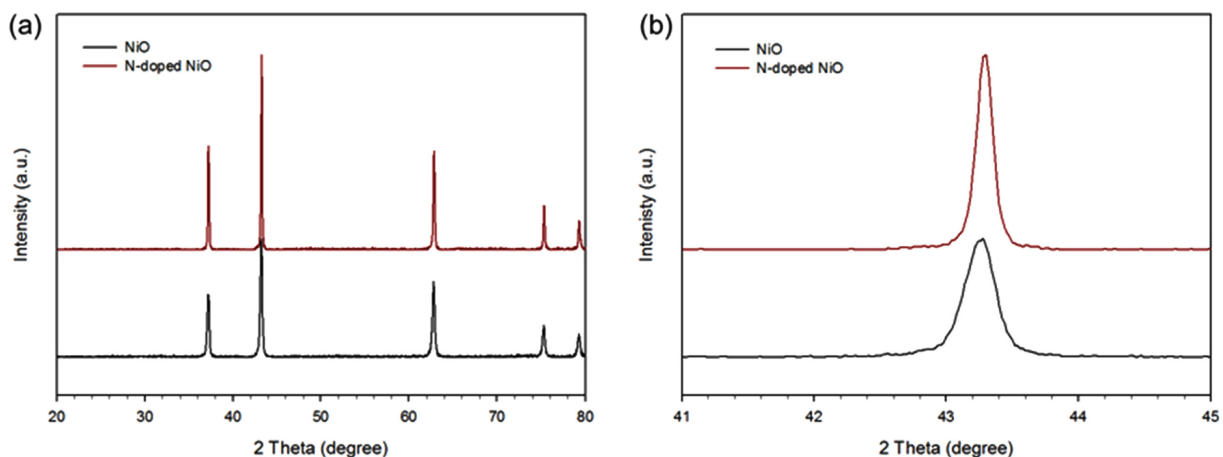 (a)
NiO
N-doped NiO
Intensity (a.u.)
20 30 40 50 60 70 80
2 Theta (degree)
(b)
NiO
N-doped NiO
Intenisty (a.u.)
41 42 43 44 45
2 Theta (degree)